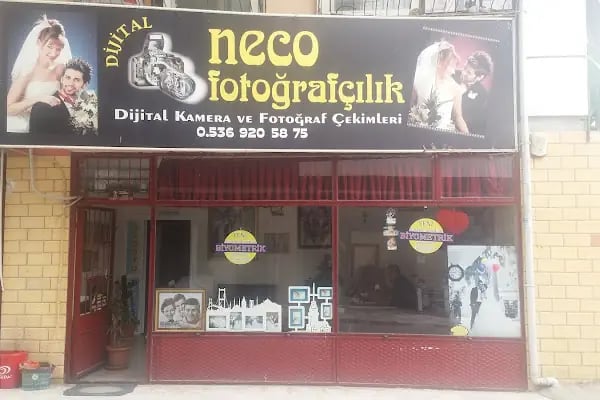 DİJİTAL
neco
fotoğrafçılık
Dijital Kamera ve Fotoğraf Çekimleri
0.536 920 58 75
BİYOMETRİK
BİYOMETRİK